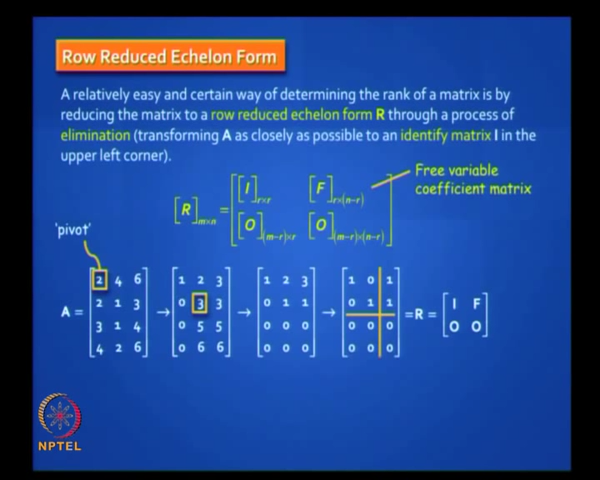 Row Reduced Echelon Form
A relatively easy and certain way of determining the rank of a matrix is by
reducing the matrix to a row reduced echelon form R through a process of
elimination (transforming A as closely as possible to an identify matrix I in the
upper left corner).
Free variable
coefficient matrix
[R]m×n = [ [I]r×r [F]r×(n−r)
[O](m−r)×r [O](m−r)×(n−r) ]
'pivot'
A = [ 2 4 6 → [ 1 2 3 → [ 1 2 3 → [ 1 0 1 = R = [ I F
2 1 3 0 3 3 0 1 1 0 1 1 O O ]
3 1 4 0 5 5 0 0 0 0 0 0
4 2 6 ] 0 6 6 ] 0 0 0 ] 0 0 0 ]
NPTEL